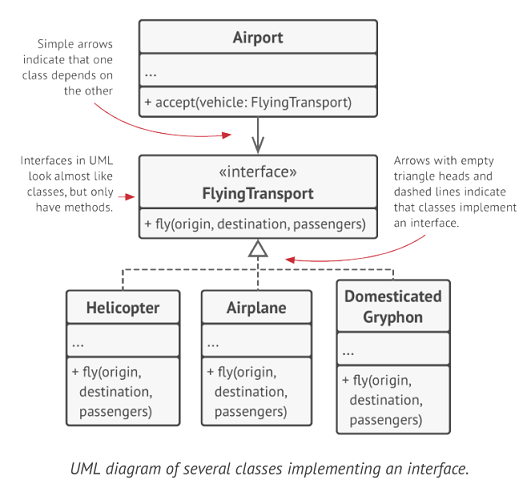 Simple arrows
indicate that one
class depends on
the other
Airport
...
+ accept(vehicle: FlyingTransport)
Interfaces in UML
look almost like
classes, but only
have methods.
«interface»
FlyingTransport
+ fly(origin, destination, passengers)
Arrows with empty
triangle heads and
dashed lines indicate
that classes implement
an interface.
Helicopter
...
+ fly(origin,
destination,
passengers)
Airplane
...
+ fly(origin,
destination,
passengers)
Domesticated
Gryphon
...
+ fly(origin,
destination,
passengers)
UML diagram of several classes implementing an interface.